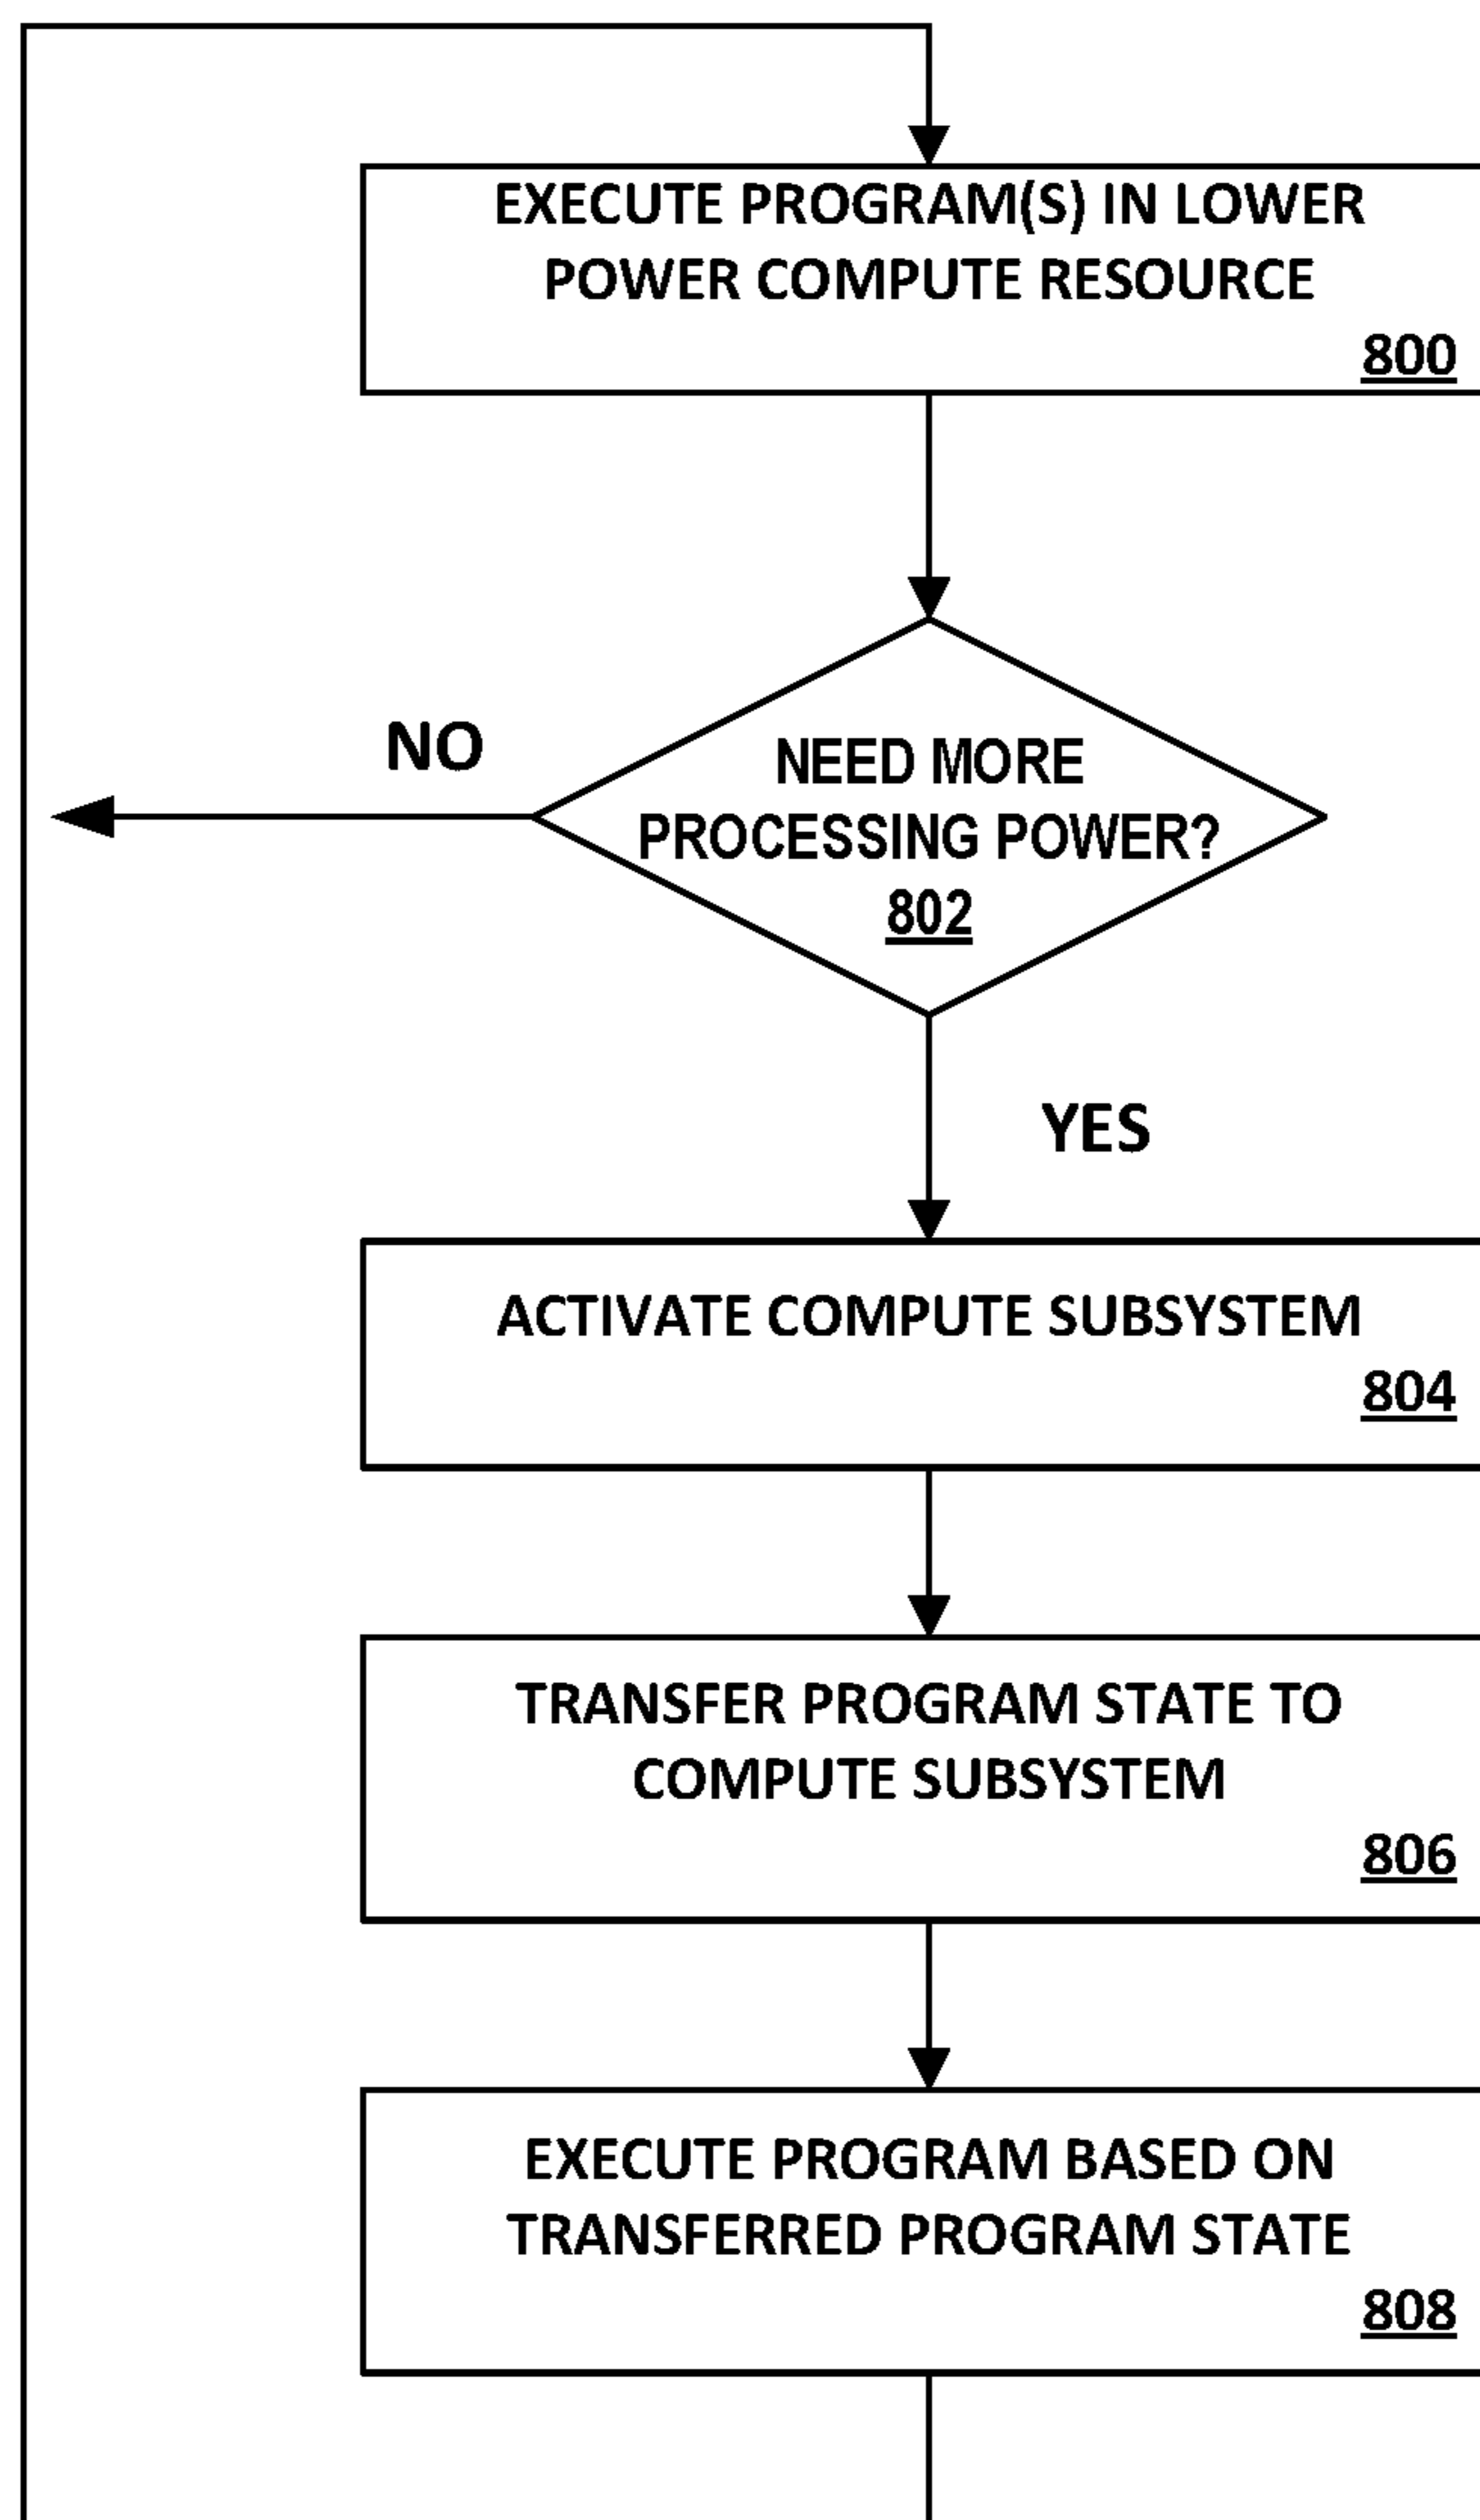 EXECUTE PROGRAM(S) IN LOWER
POWER COMPUTE RESOURCE
800
NO
NEED MORE
PROCESSING POWER?
802
YES
ACTIVATE COMPUTE SUBSYSTEM
804
TRANSFER PROGRAM STATE TO
COMPUTE SUBSYSTEM
806
EXECUTE PROGRAM BASED ON
TRANSFERRED PROGRAM STATE
808